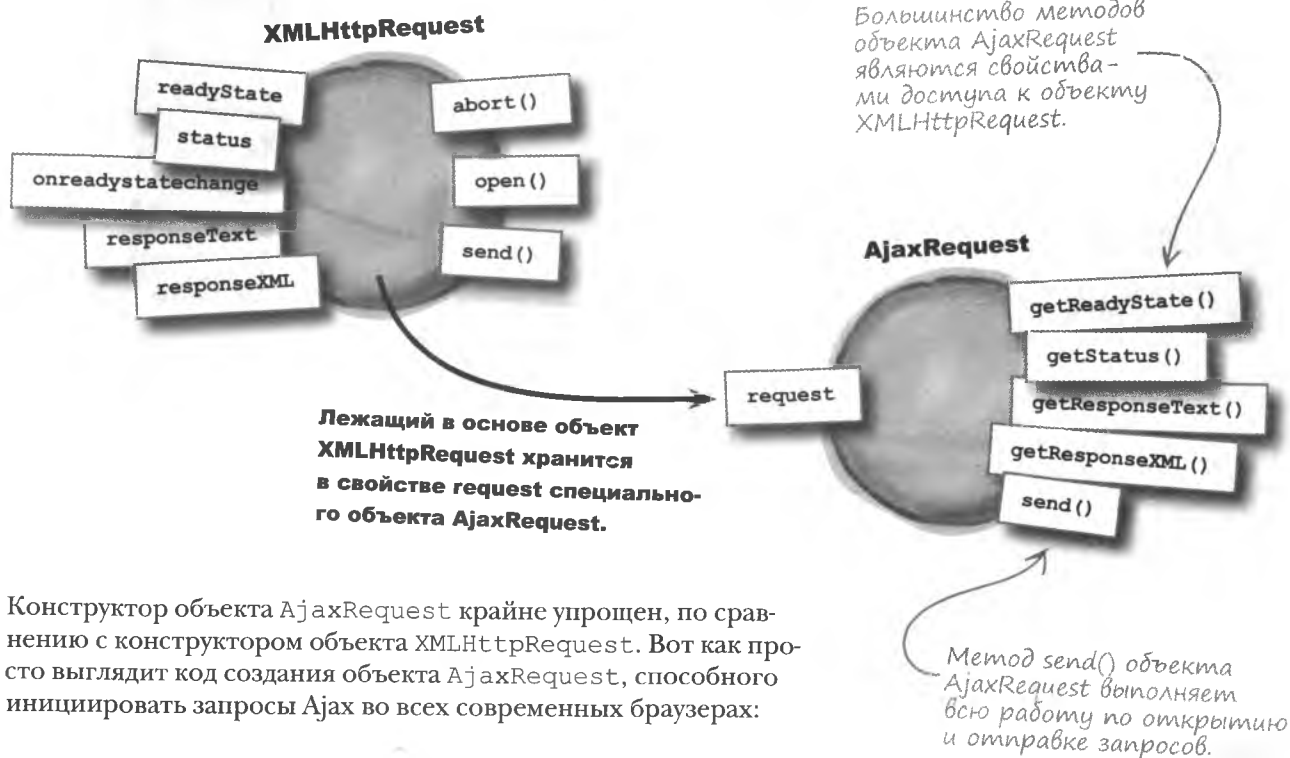 XMLHttpRequest
readyState
status
onreadystatechange
responseText
responseXML
abort()
open()
send()
Большинство методов
объекта AjaxRequest
являются свойства-
ми доступа к объекту
XMLHttpRequest.
AjaxRequest
request
getReadyState()
getStatus()
getResponseText()
getResponseXML()
send()
Лежащий в основе объект
XMLHttpRequest хранится
в свойстве request специально-
го объекта AjaxRequest.
Конструктор объекта AjaxRequest крайне упрощен, по срав-
нению с конструктором объекта XMLHttpRequest. Вот как про-
сто выглядит код создания объекта AjaxRequest, способного
инициировать запросы Ajax во всех современных браузерах:
Метод send() объекта
AjaxRequest выполняет
всю работу по открытию
и отправке запросов.